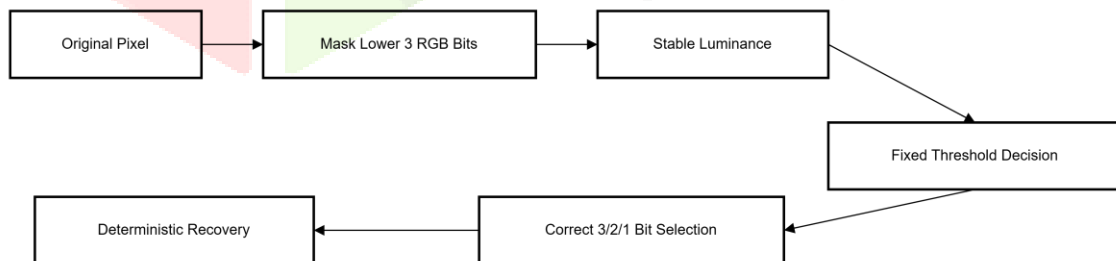 Original Pixel
Mask Lower 3 RGB Bits
Stable Luminance
Fixed Threshold Decision
Correct 3/2/1 Bit Selection
Deterministic Recovery